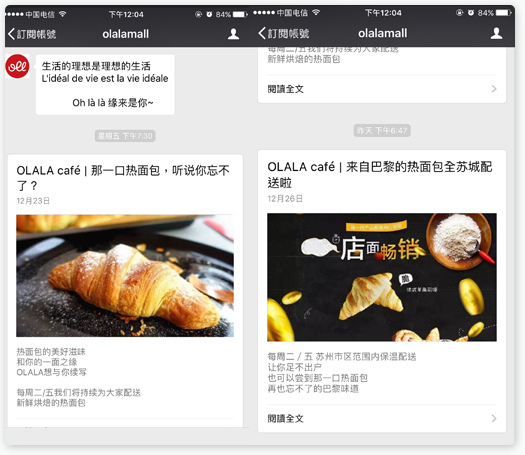 中国电信
下午12:04
84%
訂閱帳號
olalamall
oll
生活的理想是理想的生活
L'idéal de vie est la vie idéale
Oh là là 缘来是你~
星期五 下午7:30
OLALA café | 那一口热面包，听说你忘不
了？
12月23日
热面包的美好滋味
和你的一面之缘
OLALA想与你续写
每周二/五我们将持续为大家配送
新鲜烘焙的热面包
中国电信
下午12:04
84%
訂閱帳號
olalamall
每周二/五我们将持续为大家配送
新鲜烘焙的热面包
閱讀全文
昨天 下午6:47
OLALA café | 来自巴黎的热面包全苏城配
送啦
12月26日
店面畅销
每周二 / 五 苏州市区范围内保温配送
让你足不出户
也可以尝到那一口热面包
再也忘不了的巴黎味道
閱讀全文